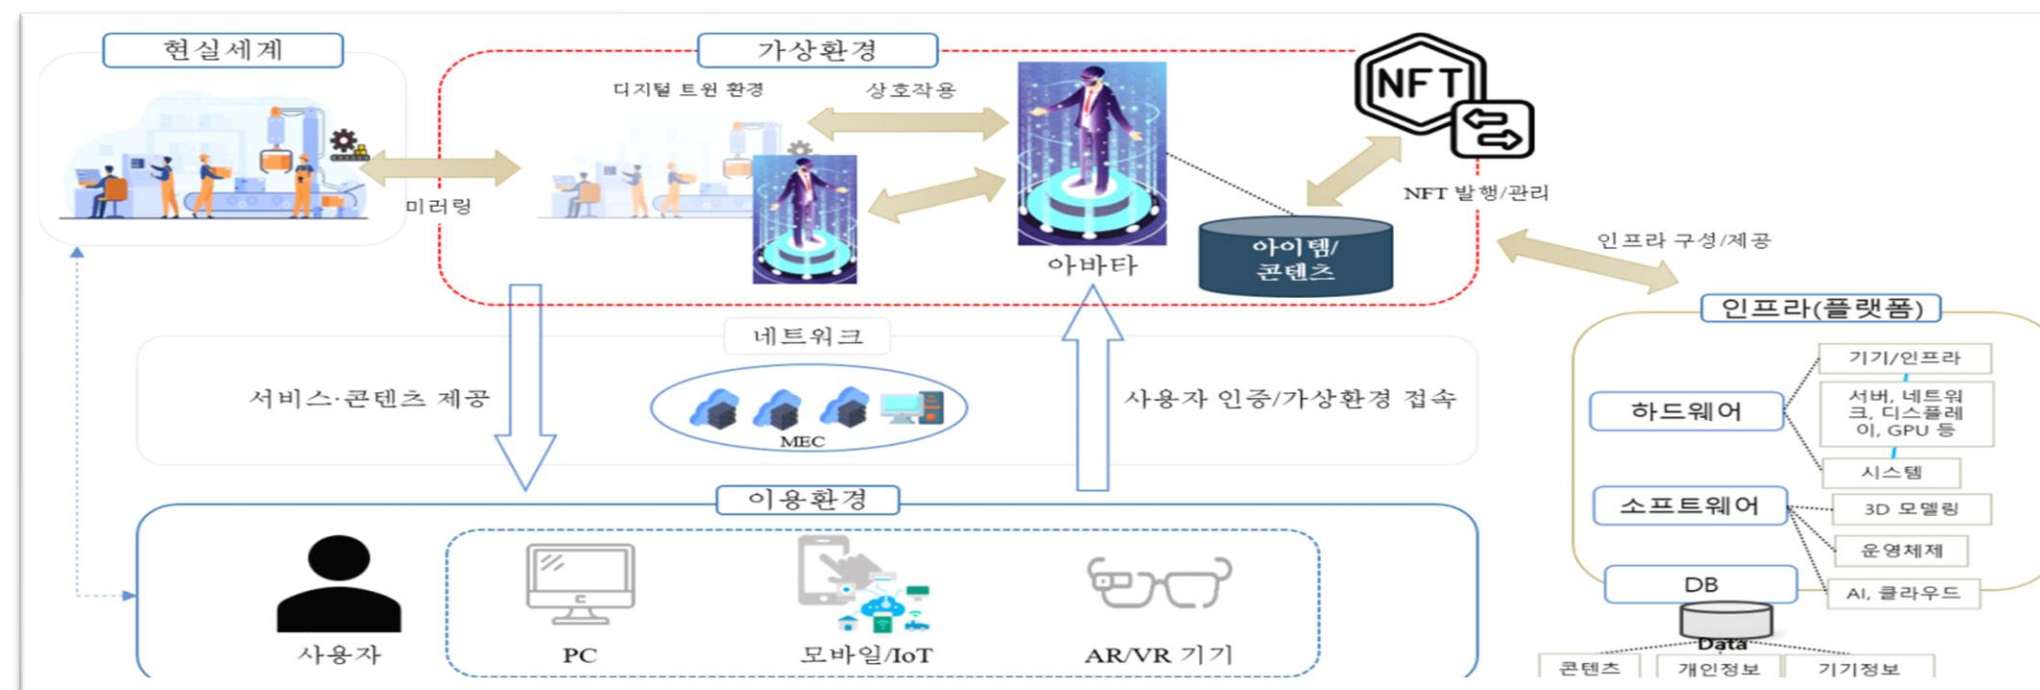 현실세계
가상환경
디지털 트윈 환경
상호작용
NFT
미러링
NFT 발행/관리
아바타
아이템/
콘텐츠
인프라 구성/제공
네트워크
서비스·콘텐츠 제공
MEC
사용자 인증/가상환경 접속
인프라(플랫폼)
기기/인프라
하드웨어
서버, 네트워
크, 디스플레
이, GPU 등
시스템
소프트웨어
3D 모델링
운영체제
AI, 클라우드
DB
Data
콘텐츠
개인정보
기기정보
이용환경
사용자
PC
모바일/IoT
AR/VR 기기